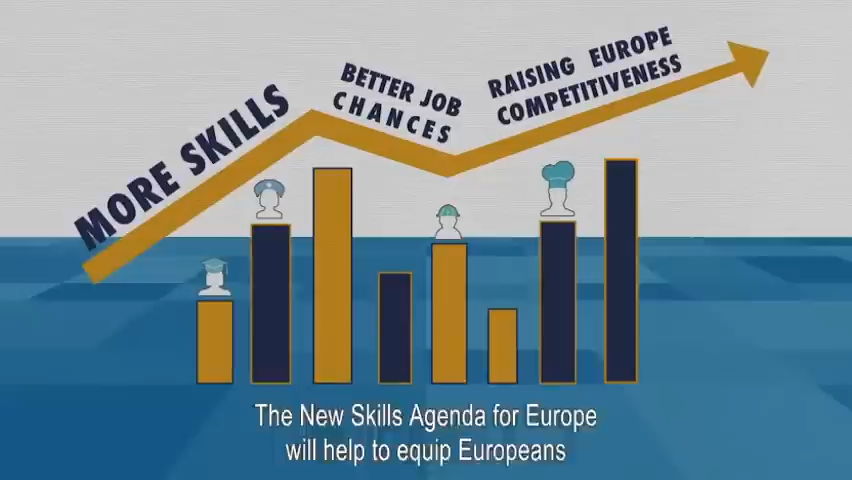 MORE SKILLS
BETTER JOB
CHANCES
RAISING EUROPE
COMPETITIVENESS
The New Skills Agenda for Europe
will help to equip Europeans